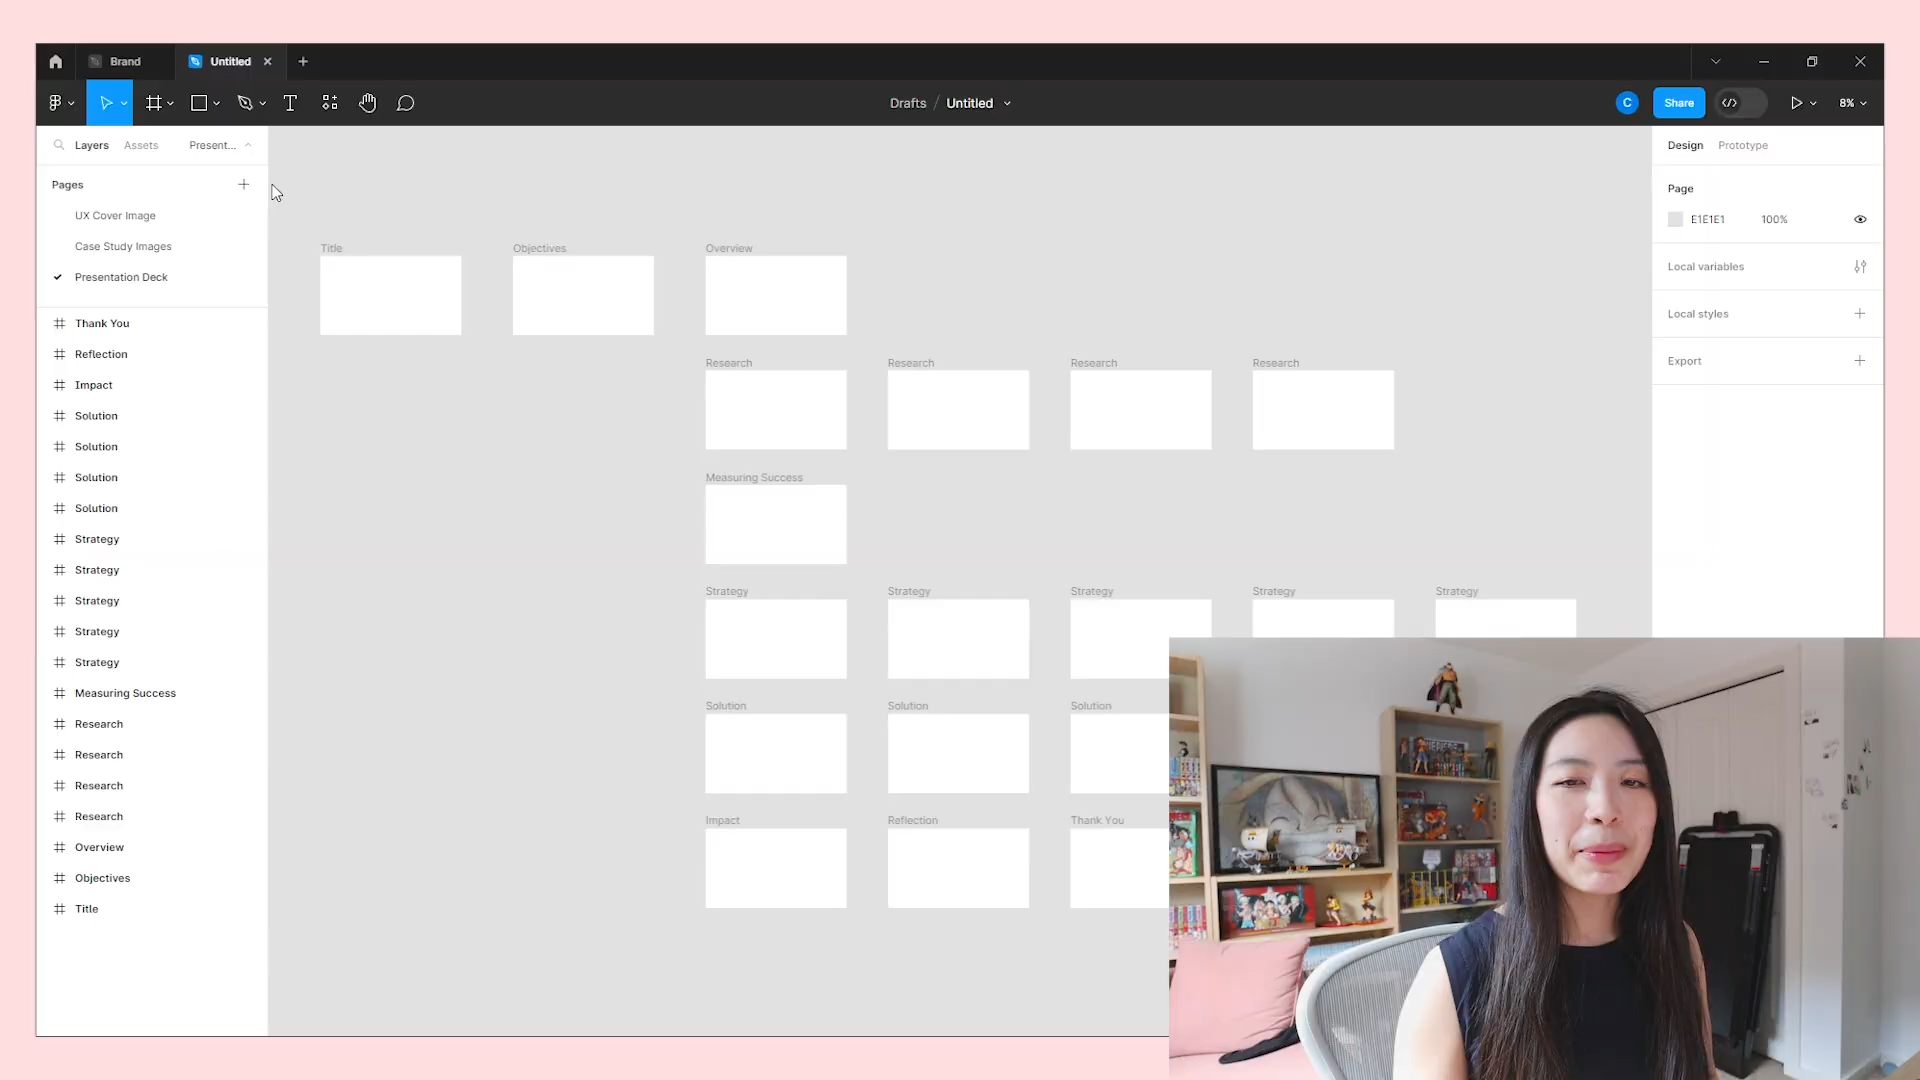 Brand
Untitled
Drafts / Untitled
C
Share
8%
Layers
Assets
Present...
Pages
UX Cover Image
Case Study Images
Presentation Deck
Thank You
Reflection
Impact
Solution
Solution
Solution
Solution
Strategy
Strategy
Strategy
Strategy
Strategy
Measuring Success
Research
Research
Research
Research
Overview
Objectives
Title
Title
Objectives
Overview
Research
Research
Research
Research
Measuring Success
Strategy
Strategy
Strategy
Strategy
Strategy
Solution
Solution
Solution
Impact
Reflection
Thank You
Design
Prototype
Page
E1E1E1
100%
Local variables
Local styles
Export